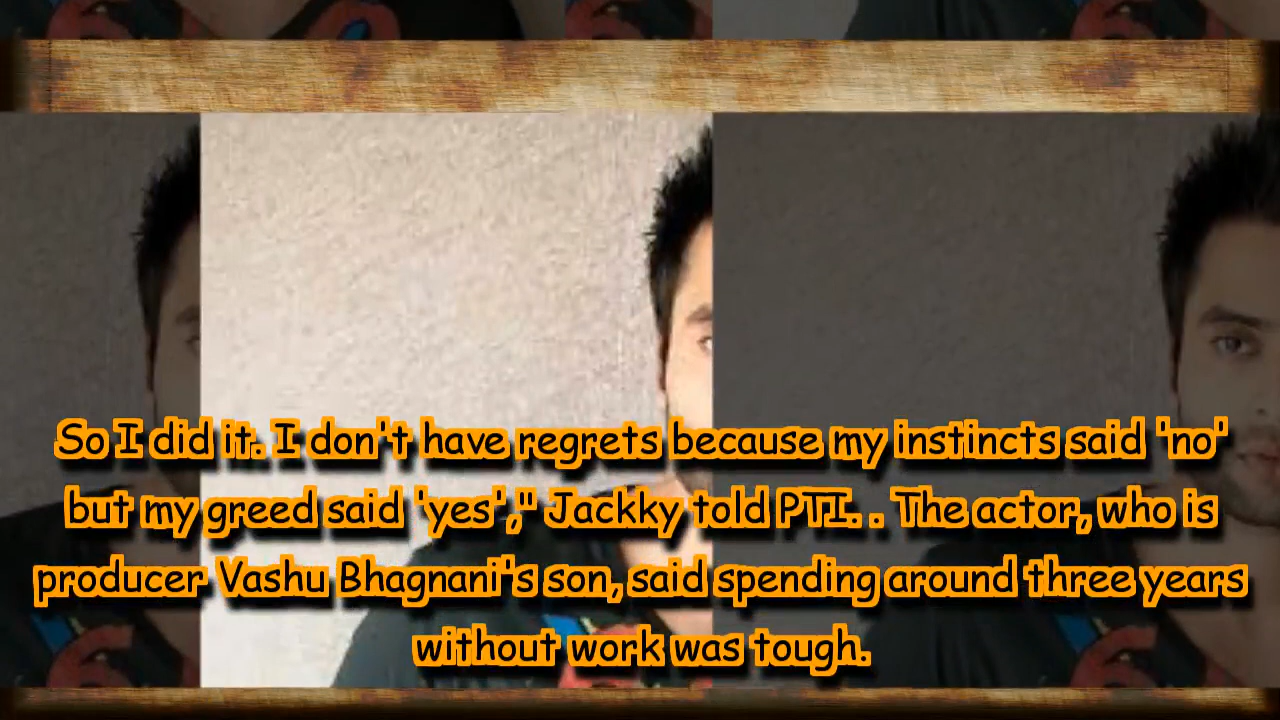 So I did it. I don't have regrets because my instincts said 'no'
but my greed said 'yes'," Jackky told PTI. . The actor, who is
producer Vashu Bhagnani's son, said spending around three years
without work was tough.